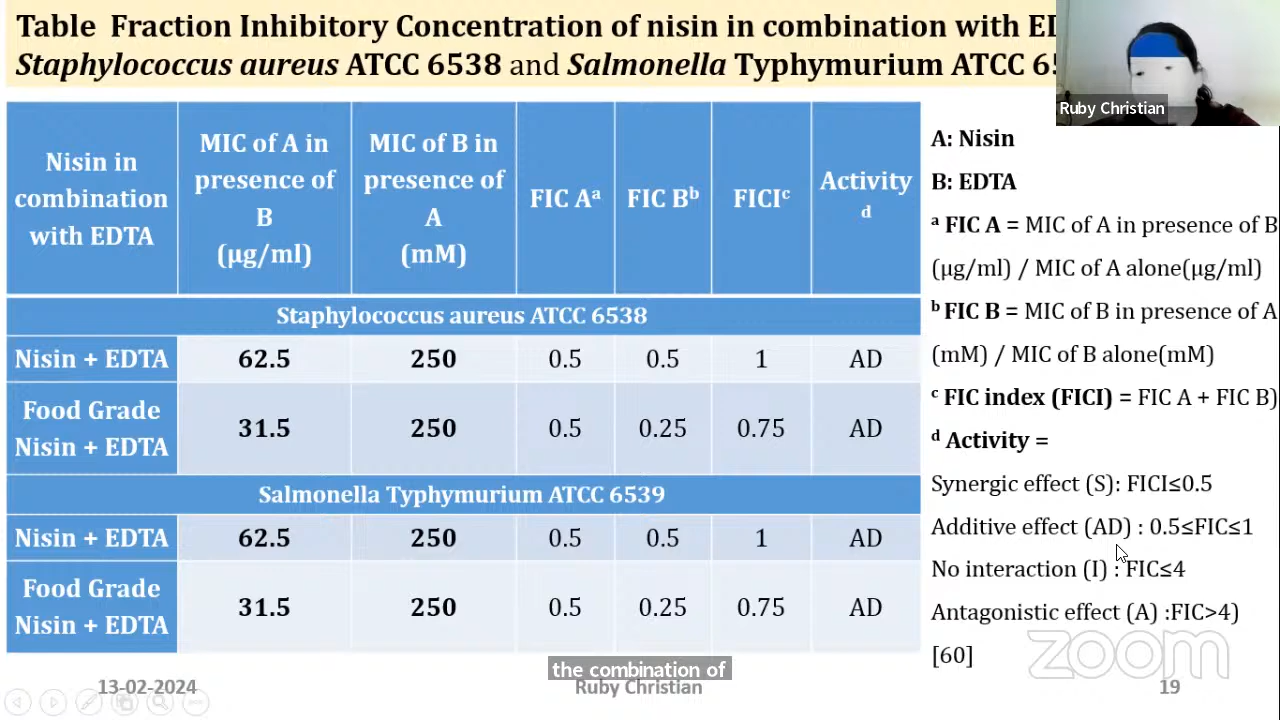 Table Fraction Inhibitory Concentration of nisin in combination with
Staphylococcus aureus ATCC 6538 and Salmonella Typhymurium ATCC
Ruby Christian
Nisin in combination with EDTA
MIC of A in presence of B (µg/ml)
MIC of B in presence of A (mM)
FIC Aᵃ
FIC Bᵇ
FICIᶜ
Activity ᵈ
Staphylococcus aureus ATCC 6538
Nisin + EDTA 62.5 250 0.5 0.5 1 AD
Food Grade Nisin + EDTA 31.5 250 0.5 0.25 0.75 AD
Salmonella Typhymurium ATCC 6539
Nisin + EDTA 62.5 250 0.5 0.5 1 AD
Food Grade Nisin + EDTA 31.5 250 0.5 0.25 0.75 AD
A: Nisin
B: EDTA
ᵃ FIC A = MIC of A in presence of B
(µg/ml) / MIC of A alone(µg/ml)
ᵇ FIC B = MIC of B in presence of A
(mM) / MIC of B alone(mM)
ᶜ FIC index (FICI) = FIC A + FIC B)
ᵈ Activity =
Synergic effect (S): FICI≤0.5
Additive effect (AD) : 0.5≤FIC≤1
No interaction (I) : FIC≤4
Antagonistic effect (A) :FIC>4)
[60]
zoom
the combination of
13-02-2024
Ruby Christian
19